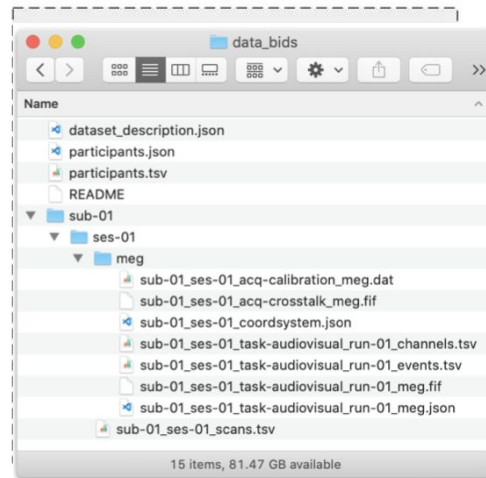 data_bids
Name
dataset_description.json
participants.json
participants.tsv
README
sub-01
ses-01
meg
sub-01_ses-01_acq-calibration_meg.dat
sub-01_ses-01_acq-crosstalk_meg.fif
sub-01_ses-01_coordsystem.json
sub-01_ses-01_task-audiovisual_run-01_channels.tsv
sub-01_ses-01_task-audiovisual_run-01_events.tsv
sub-01_ses-01_task-audiovisual_run-01_meg.fif
sub-01_ses-01_task-audiovisual_run-01_meg.json
sub-01_ses-01_scans.tsv
15 items, 81.47 GB available